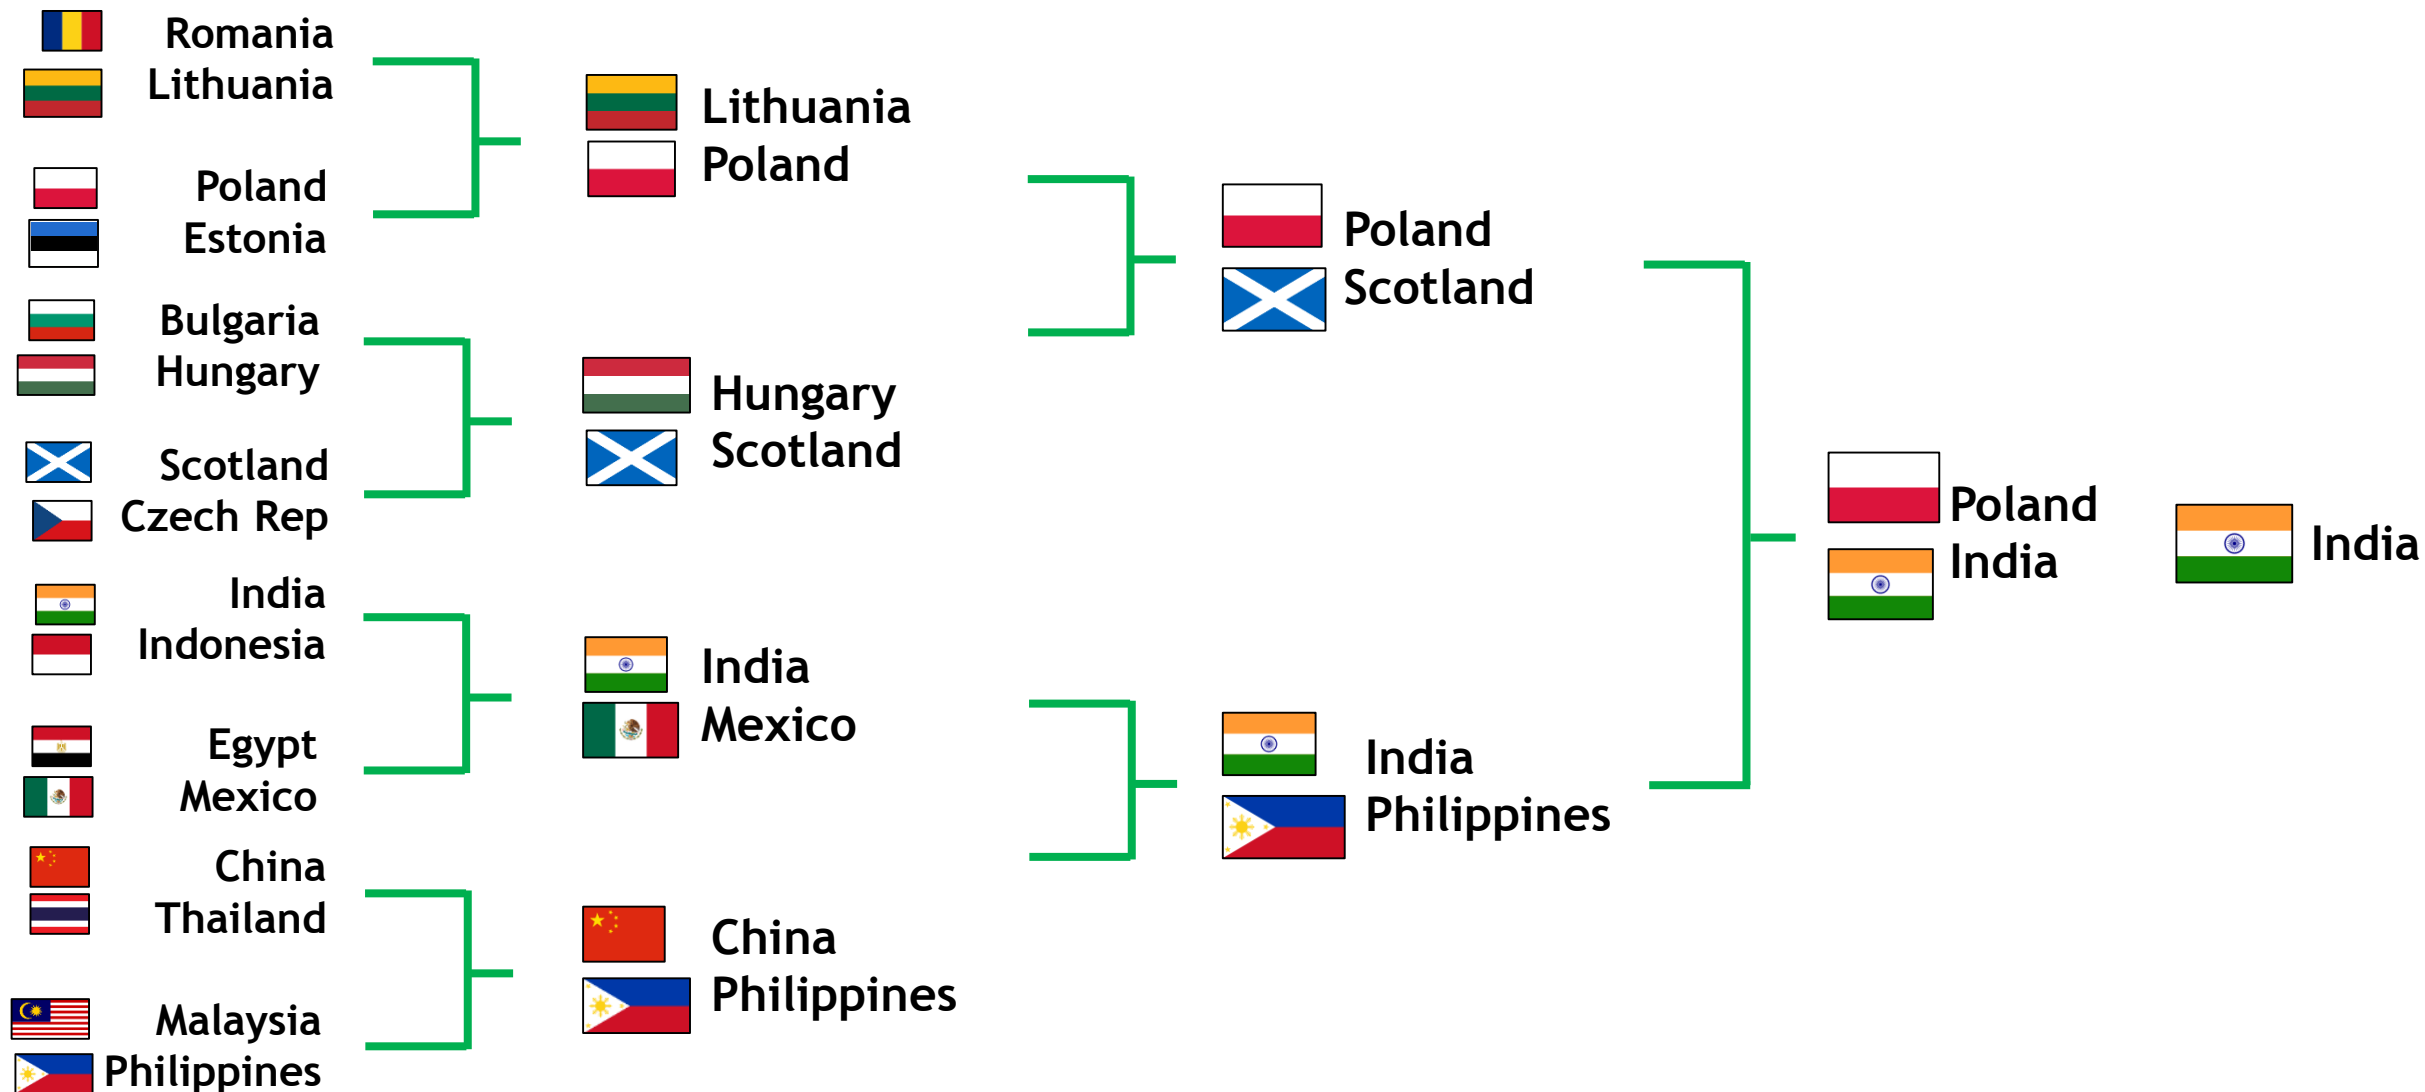 Romania
Lithuania
Poland
Estonia
Bulgaria
Hungary
Scotland
Czech Rep
India
Indonesia
Egypt
Mexico
China
Thailand
Malaysia
Philippines
Lithuania
Poland
Hungary
Scotland
India
Mexico
China
Philippines
Poland
Scotland
India
Philippines
Poland
India
India